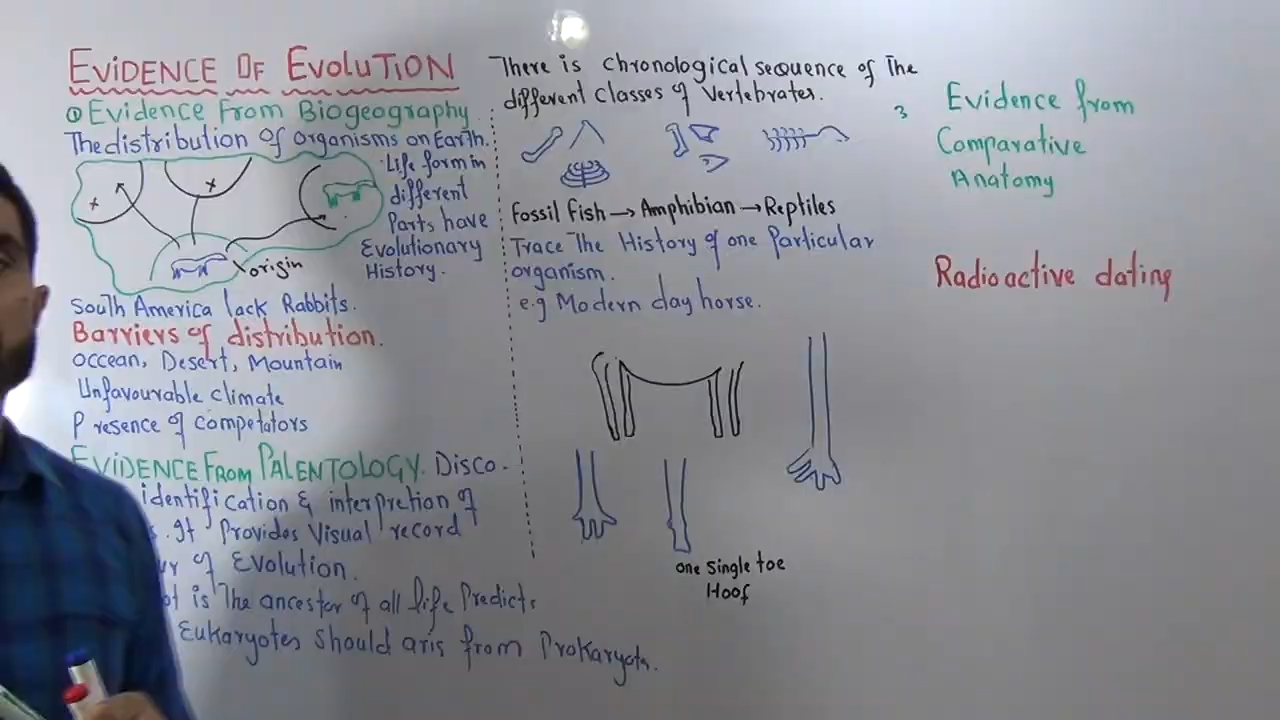 EVIDENCE OF EVOLUTION
① Evidence From Biogeography
The distribution of organisms on Earth.
Life form in
different
Parts have
Evolutionary
History.
origin
South America lack Rabbits.
Barriers of distribution.
Occean, Desert, Mountain
Unfavourable climate
Presence of competators
EVIDENCE FROM PALENTOLOGY. Disco-
identification & interpretion of
. It Provides Visual record
of Evolution.
is The ancestor of all life Predicts
Eukaryotes should aris from Prokaryots.
There is chronological sequence of The
different Classes of Vertebrates.
Fossil Fish → Amphibian → Reptiles
Trace The History of one Particular
organism.
e.g Modern day horse.
one Single toe
Hoof
3 Evidence from
Comparative
Anatomy
Radioactive dating